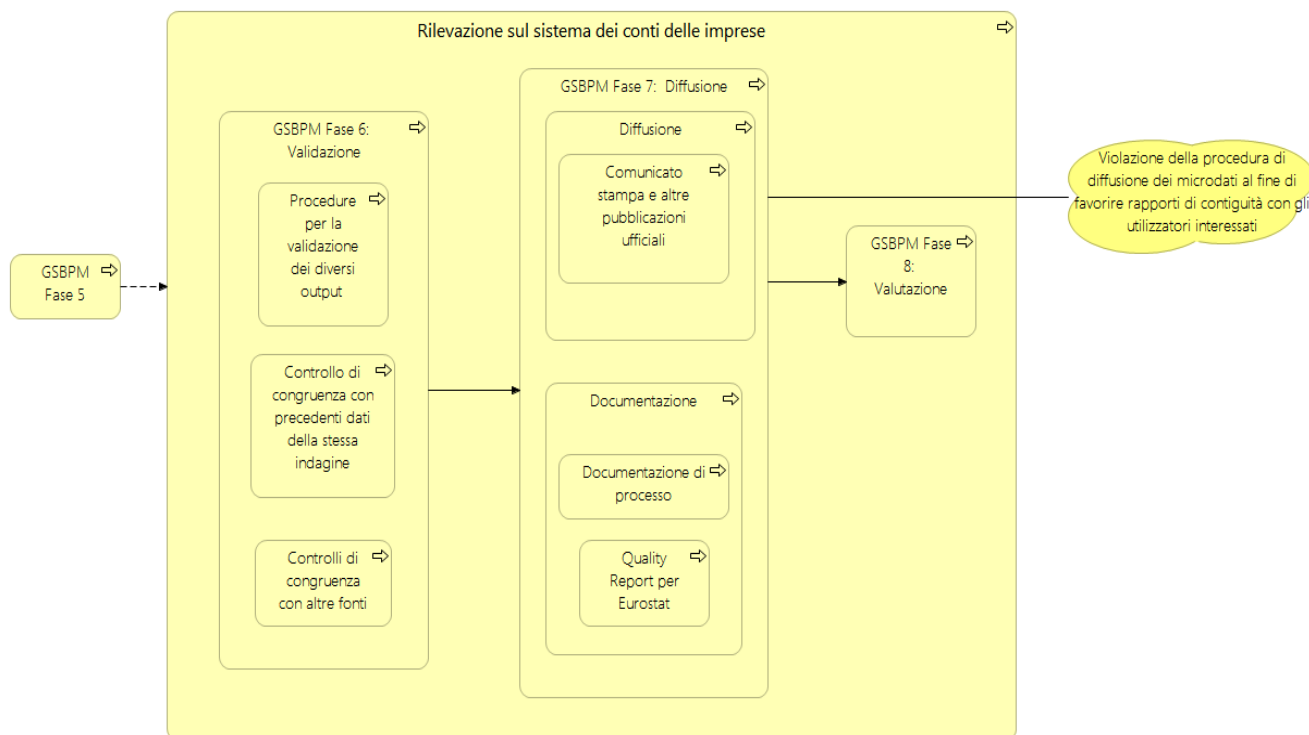 Rilevazione sul sistema dei conti delle imprese
GSBPM
Fase 5
GSBPM Fase 6:
Validazione
Procedure
per la
validazione
dei diversi
output
Controllo di
congruenza con
precedenti dati
della stessa
indagine
Controlli di
congruenza
con altre fonti
GSBPM Fase 7: Diffusione
Diffusione
Comunicato
stampa e altre
pubblicazioni
ufficiali
Documentazione
Documentazione di
processo
Quality
Report per
Eurostat
GSBPM Fase
8:
Valutazione
Violazione della procedura di
diffusione dei microdati al fine di
favorire rapporti di contiguità con gli
utilizzatori interessati